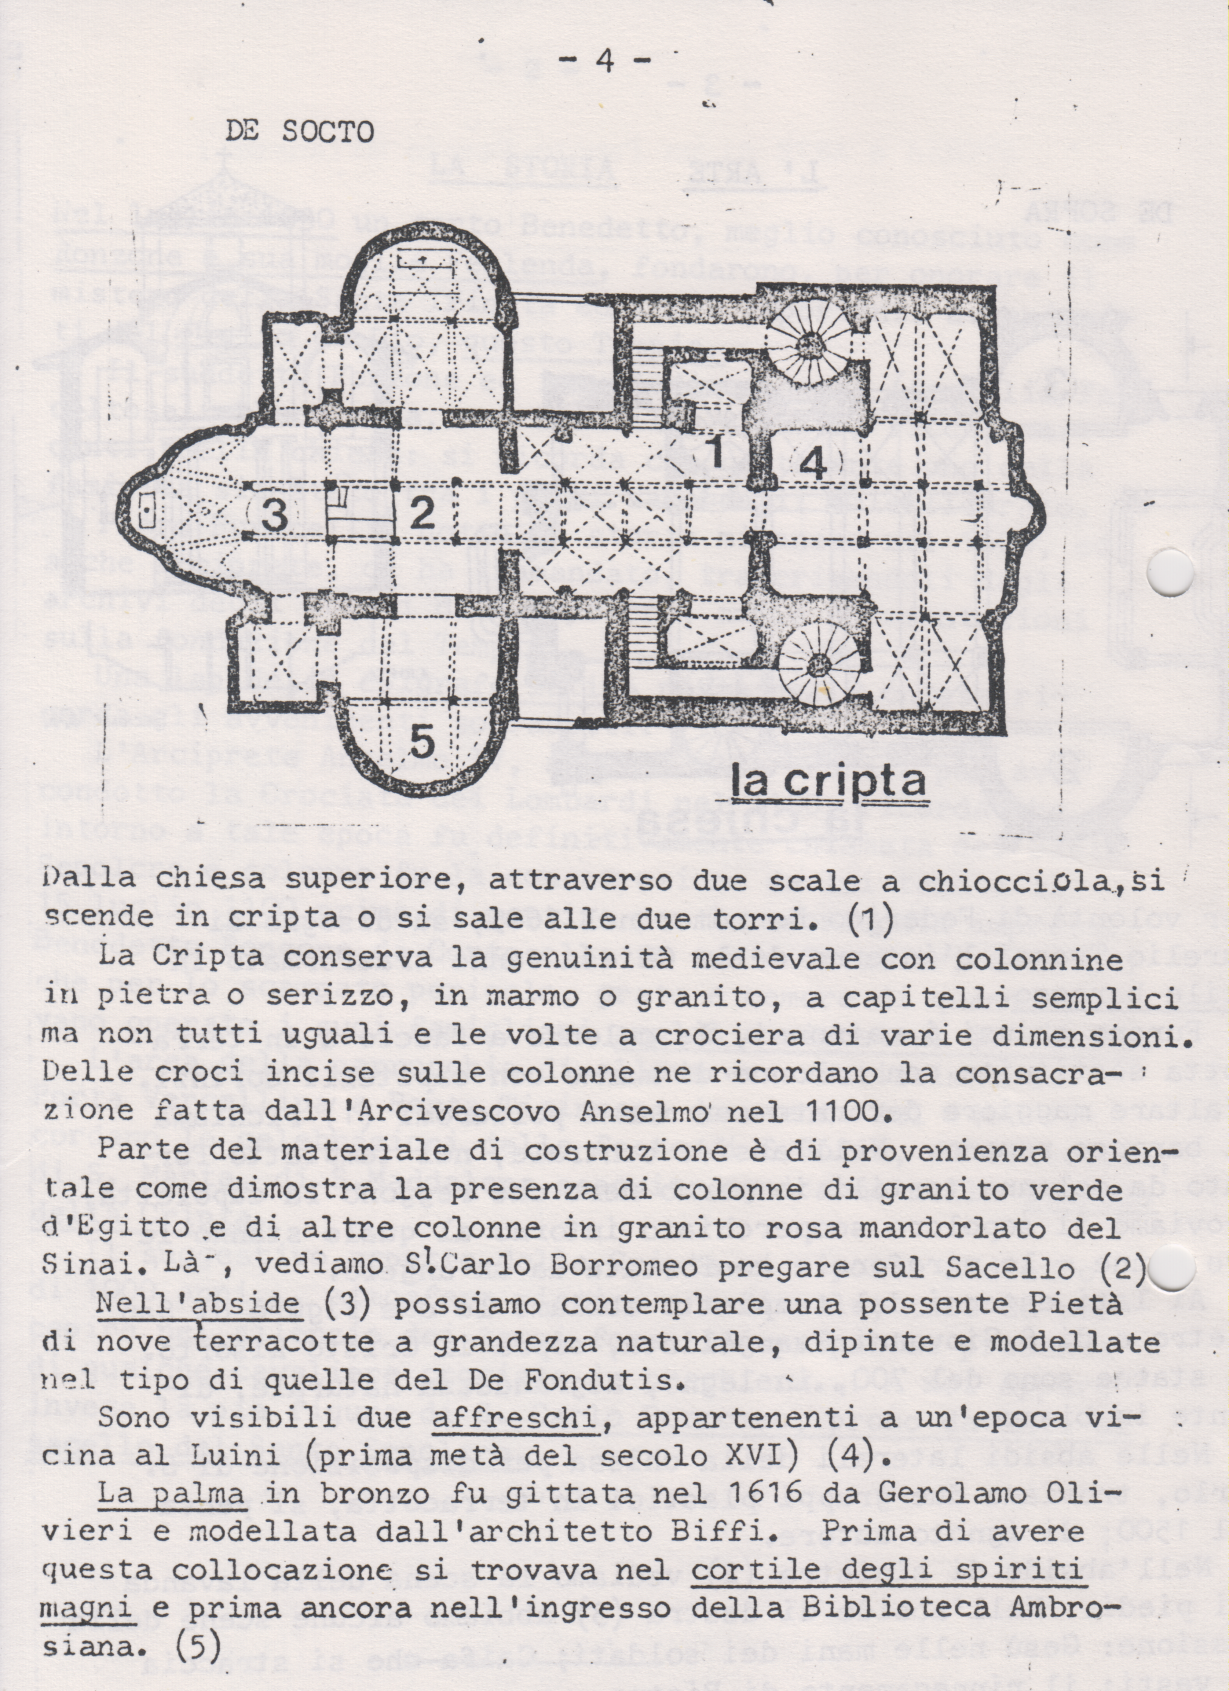 - 4 -
DE SOCTO
1
4
3
2
5
la cripta
Dalla chiesa superiore, attraverso due scale a chiocciola, si
scende in cripta o si sale alle due torri. (1)
La Cripta conserva la genuinità medievale con colonnine
in pietra o serizzo, in marmo o granito, a capitelli semplici
ma non tutti uguali e le volte a crociera di varie dimensioni.
Delle croci incise sulle colonne ne ricordano la consacra-
zione fatta dall'Arcivescovo Anselmo nel 1100.
Parte del materiale di costruzione è di provenienza orien-
tale come dimostra la presenza di colonne di granito verde
d'Egitto e di altre colonne in granito rosa mandorlato del
Sinai. Là, vediamo S.Carlo Borromeo pregare sul Sacello (2)
Nell'abside (3) possiamo contemplare una possente Pietà
di nove terracotte a grandezza naturale, dipinte e modellate
nel tipo di quelle del De Fondutis.
Sono visibili due affreschi, appartenenti a un'epoca vi-
cina al Luini (prima metà del secolo XVI) (4).
La palma in bronzo fu gittata nel 1616 da Gerolamo Oli-
vieri e modellata dall'architetto Biffi. Prima di avere
questa collocazione si trovava nel cortile degli spiriti
magni e prima ancora nell'ingresso della Biblioteca Ambro-
siana. (5)